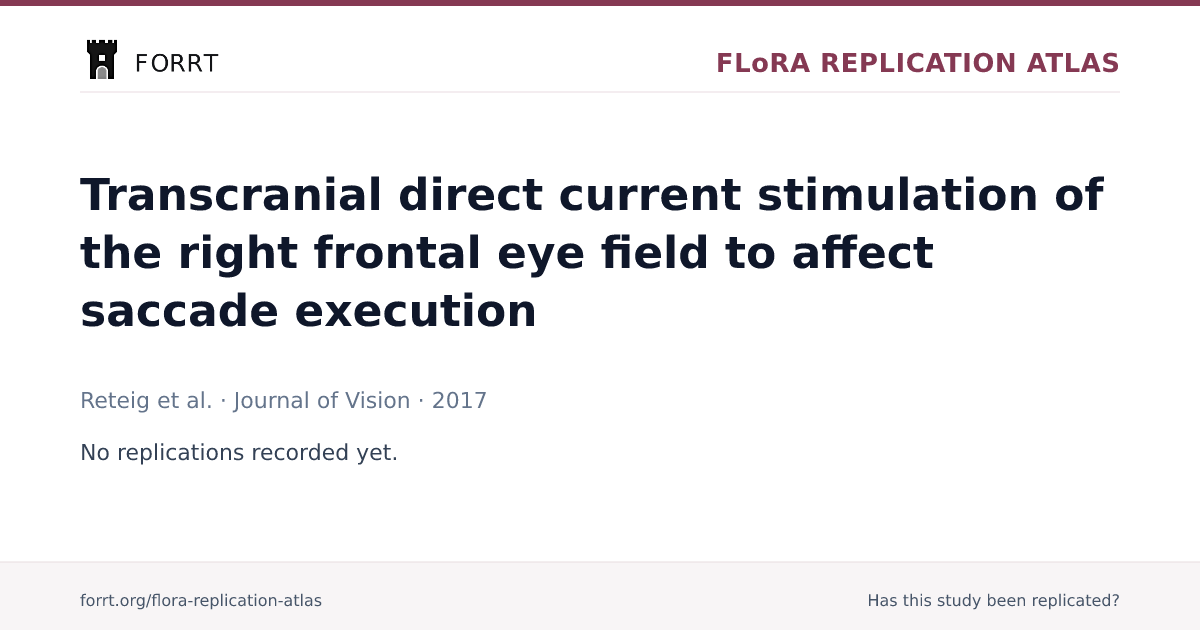 FORRT
FLoRA REPLICATION ATLAS
Transcranial direct current stimulation of
the right frontal eye field to affect
saccade execution
Reteig et al. · Journal of Vision · 2017
No replications recorded yet.
forrt.org/flora-replication-atlas
Has this study been replicated?